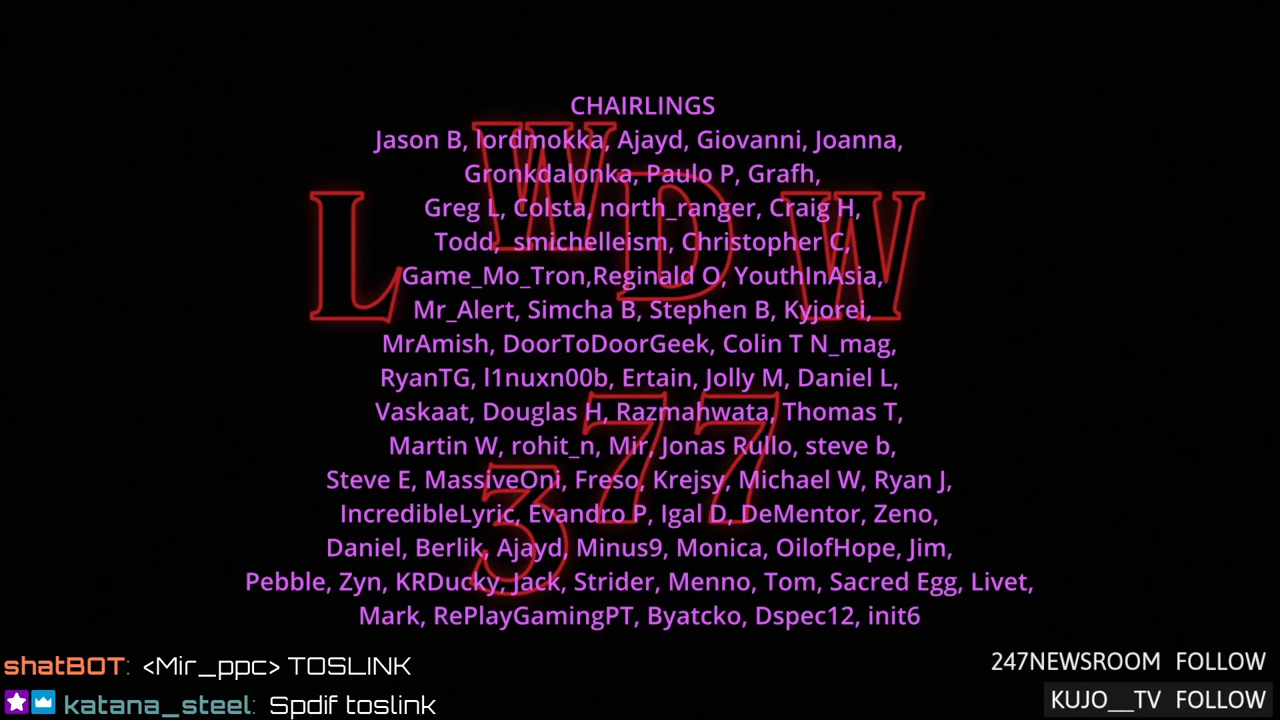 CHAIRLINGS
Jason B, lordmokka, Ajayd, Giovanni, Joanna,
Gronkdalonka, Paulo P, Grafh,
Greg L, Colsta, north_ranger, Craig H,
Todd,  smichelleism, Christopher C,
Game_Mo_Tron,Reginald O, YouthInAsia,
Mr_Alert, Simcha B, Stephen B, Kyjorei,
MrAmish, DoorToDoorGeek, Colin T N_mag,
RyanTG, l1nuxn00b, Ertain, Jolly M, Daniel L,
Vaskaat, Douglas H, Razmahwata, Thomas T,
Martin W, rohit_n, Mir, Jonas Rullo, steve b,
Steve E, MassiveOni, Freso, Krejsy, Michael W, Ryan J,
IncredibleLyric, Evandro P, Igal D, DeMentor, Zeno,
Daniel, Berlik, Ajayd, Minus9, Monica, OilofHope, Jim,
Pebble, Zyn, KRDucky, Jack, Strider, Menno, Tom, Sacred Egg, Livet,
Mark, RePlayGamingPT, Byatcko, Dspec12, init6
LWDW
377
shatBOT: <Mir_ppc> TOSLINK
katana_steel: Spdif toslink
247NEWSROOM FOLLOW
KUJO__TV FOLLOW